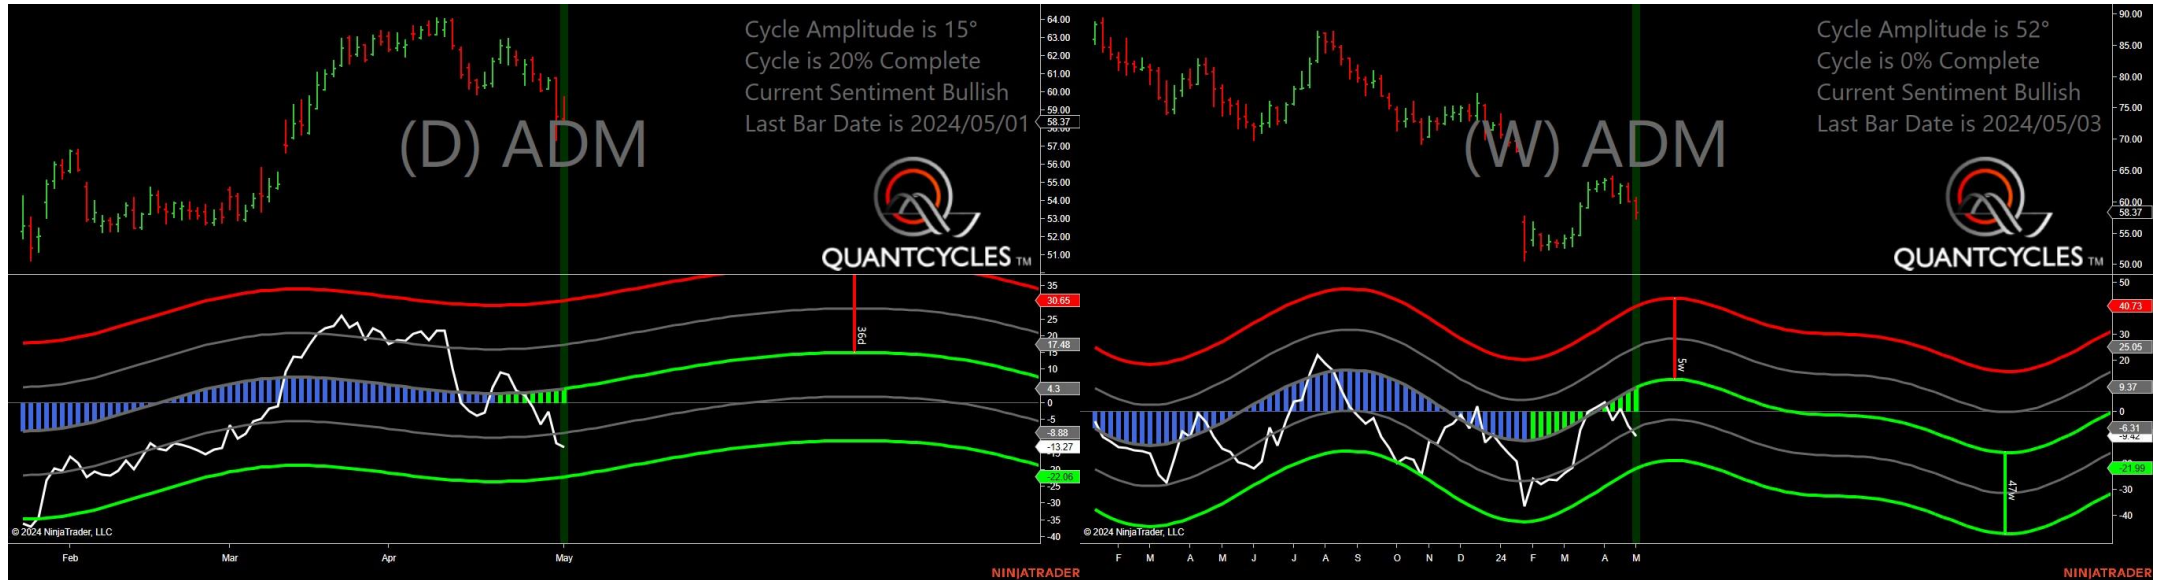 Cycle Amplitude is 15°
Cycle is 20% Complete
Current Sentiment Bullish
Last Bar Date is 2024/05/01
(D) ADM
QUANTCYCLES TM
64.00
63.00
62.00
61.00
60.00
59.00
58.37
57.00
56.00
55.00
54.00
53.00
52.00
51.00
35
30.65
25
20
17.48
15
10
4.3
0
-5
-8.88
-13.27
-15
-22.06
-25
-30
-35
-40
36d
© 2024 NinjaTrader, LLC
Feb Mar Apr May
NINJATRADER
Cycle Amplitude is 52°
Cycle is 0% Complete
Current Sentiment Bullish
Last Bar Date is 2024/05/03
(W) ADM
QUANTCYCLES TM
90.00
85.00
80.00
75.00
70.00
65.00
60.00
58.37
55.00
50.00
50
40.73
30
25.05
20
9.37
0
-6.31
-9.42
-21.99
-30
-40
5w
47w
© 2024 NinjaTrader, LLC
F M A M J J A S O N D 24 F M A M
NINJATRADER